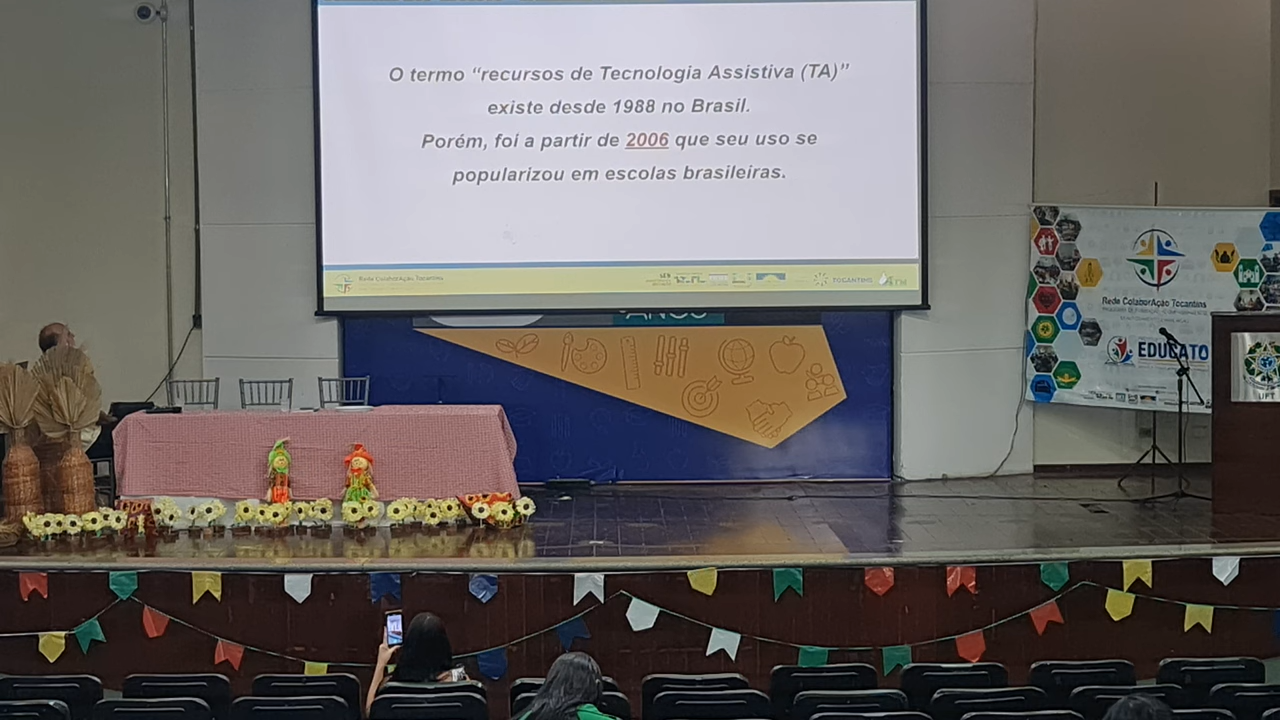 O termo “recursos de Tecnologia Assistiva (TA)”
existe desde 1988 no Brasil.
Porém, foi a partir de 2006 que seu uso se
popularizou em escolas brasileiras.
Rede ColaborAção Tocantins
TOCANTINS
ANOS
Rede ColaborAção Tocantins
EDUCATO
UFT